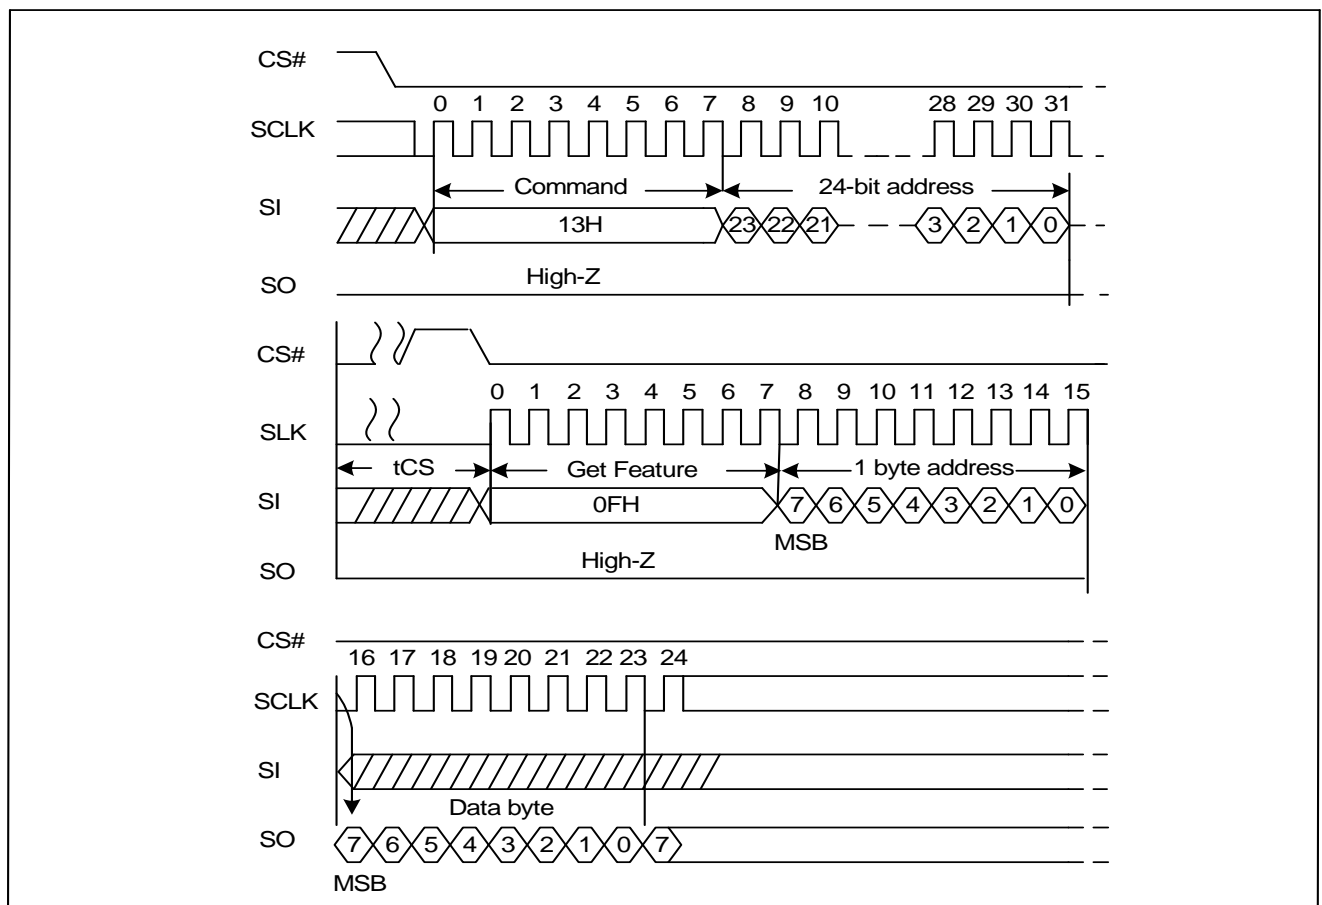 CS#
0 1 2 3 4 5 6 7 8 9 10 28 29 30 31
SCLK
Command 24-bit address
SI 13H 23 22 21 3 2 1 0
High-Z
SO
CS#
0 1 2 3 4 5 6 7 8 9 10 11 12 13 14 15
SLK
tCS Get Feature 1 byte address
SI 0FH 7 6 5 4 3 2 1 0
MSB
High-Z
SO
CS#
16 17 18 19 20 21 22 23 24
SCLK
SI
Data byte
SO 7 6 5 4 3 2 1 0 7
MSB